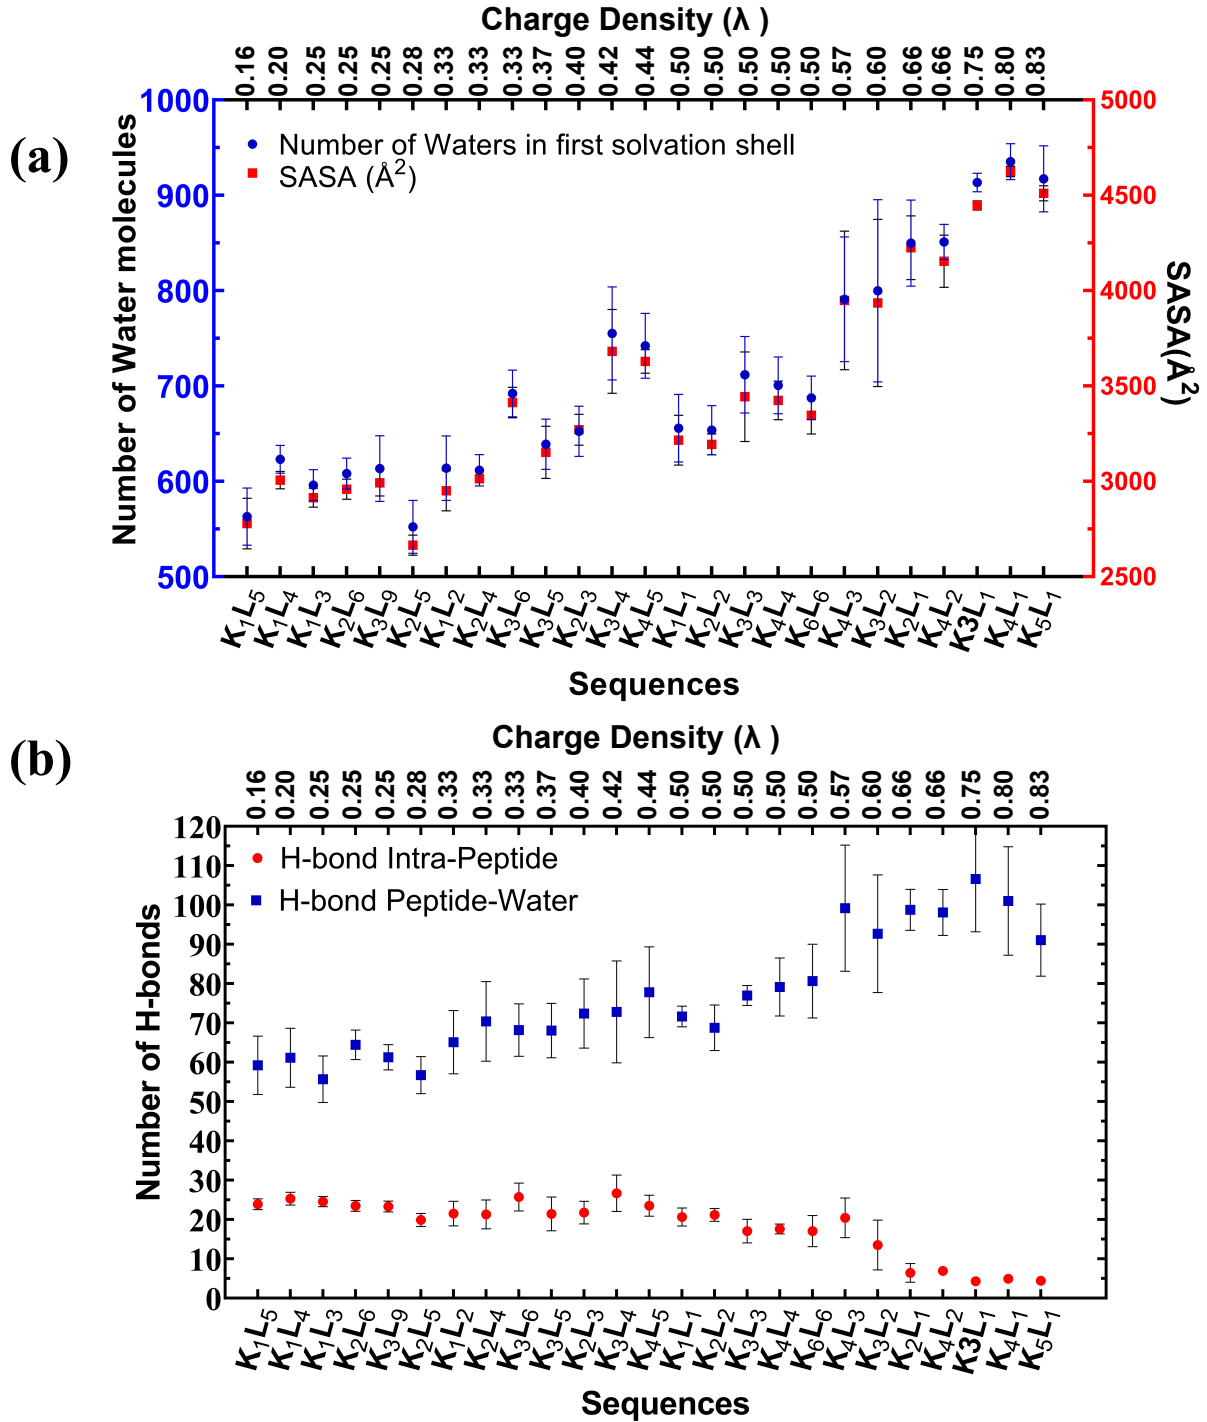 Charge Density (λ )
0.16 0.20 0.25 0.25 0.25 0.28 0.33 0.33 0.33 0.37 0.40 0.42 0.44 0.50 0.50 0.50 0.50 0.50 0.57 0.60 0.66 0.66 0.75 0.80 0.83
(a)
Number of Water molecules
1000
900
800
700
600
500
Number of Waters in first solvation shell
SASA (Å2)
5000
4500
4000
3500
3000
2500
SASA(Å2)
K1L5 K1L4 K1L3 K2L6 K3L9 K2L5 K1L2 K2L4 K3L6 K3L5 K2L3 K3L4 K4L5 K1L1 K2L2 K3L3 K4L4 K6L6 K4L3 K3L2 K2L1 K4L2 K3L1 K4L1 K5L1
Sequences
(b)
Charge Density (λ )
0.16 0.20 0.25 0.25 0.25 0.28 0.33 0.33 0.33 0.37 0.40 0.42 0.44 0.50 0.50 0.50 0.50 0.50 0.57 0.60 0.66 0.66 0.75 0.80 0.83
Number of H-bonds
120
110
100
90
80
70
60
50
40
30
20
10
0
H-bond Intra-Peptide
H-bond Peptide-Water
K1L5 K1L4 K1L3 K2L6 K3L9 K2L5 K1L2 K2L4 K3L6 K3L5 K2L3 K3L4 K4L5 K1L1 K2L2 K3L3 K4L4 K6L6 K4L3 K3L2 K2L1 K4L2 K3L1 K4L1 K5L1
Sequences